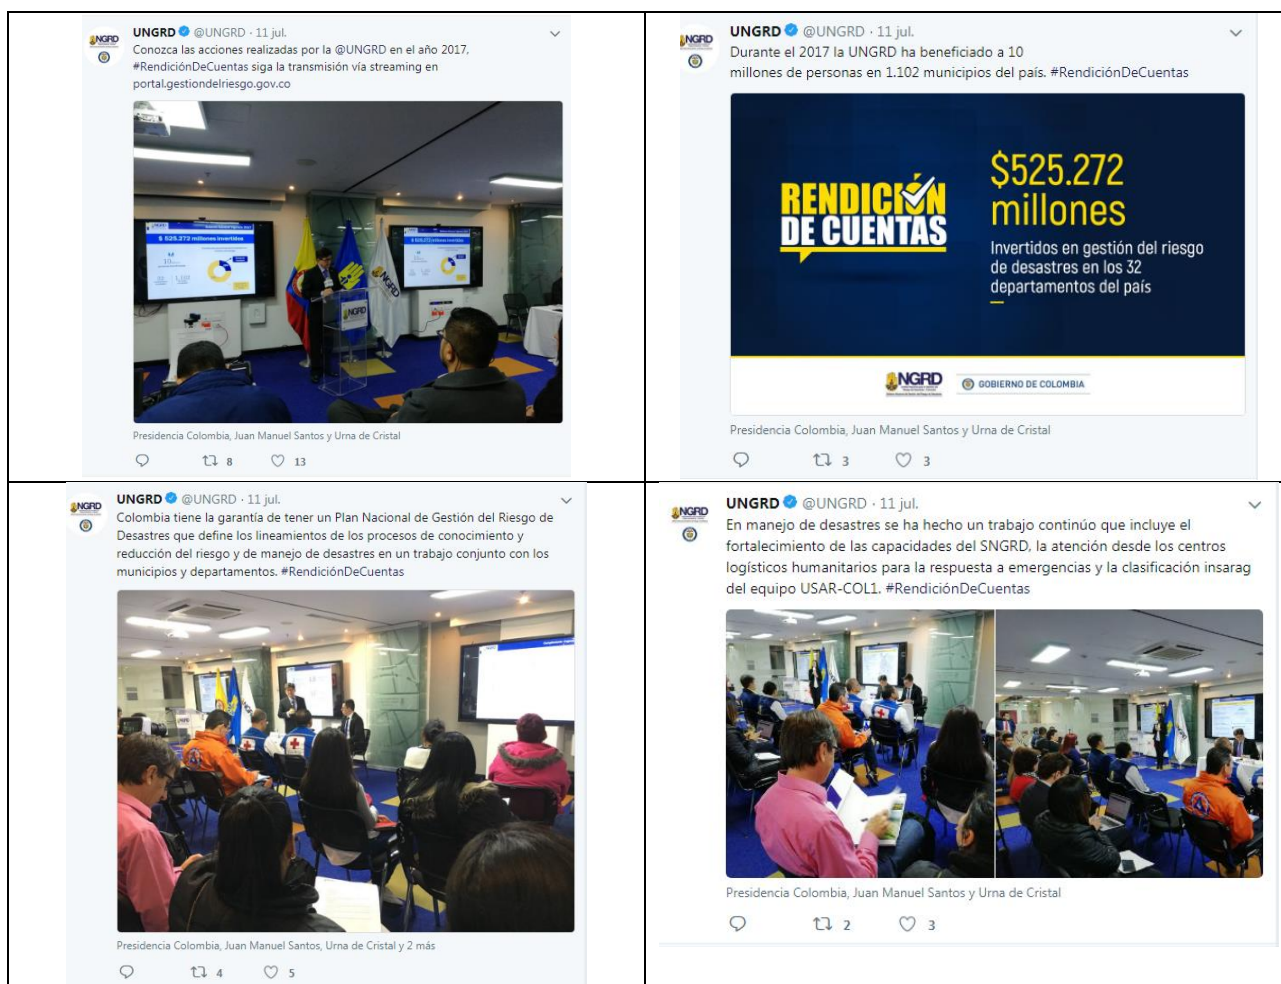 UNGRD @UNGRD · 11 jul.
Conozca las acciones realizadas por la @UNGRD en el año 2017,
#RendiciónDeCuentas siga la transmisión vía streaming en
portal.gestiondelriesgo.gov.co
$ 525.272 millones invertidos
NGRD
Presidencia Colombia, Juan Manuel Santos y Urna de Cristal
8 13
UNGRD @UNGRD · 11 jul.
Durante el 2017 la UNGRD ha beneficiado a 10
millones de personas en 1.102 municipios del país. #RendiciónDeCuentas
RENDICIÓN
DE CUENTAS
$525.272
millones
Invertidos en gestión del riesgo
de desastres en los 32
departamentos del país
NGRD
GOBIERNO DE COLOMBIA
Presidencia Colombia, Juan Manuel Santos y Urna de Cristal
3 3
UNGRD @UNGRD · 11 jul.
Colombia tiene la garantía de tener un Plan Nacional de Gestión del Riesgo de
Desastres que define los lineamientos de los procesos de conocimiento y
reducción del riesgo y de manejo de desastres en un trabajo conjunto con los
municipios y departamentos. #RendiciónDeCuentas
Presidencia Colombia, Juan Manuel Santos, Urna de Cristal y 2 más
4 5
UNGRD @UNGRD · 11 jul.
En manejo de desastres se ha hecho un trabajo continúo que incluye el
fortalecimiento de las capacidades del SNGRD, la atención desde los centros
logísticos humanitarios para la respuesta a emergencias y la clasificación insarag
del equipo USAR-COL1. #RendiciónDeCuentas
Presidencia Colombia, Juan Manuel Santos y Urna de Cristal
2 3